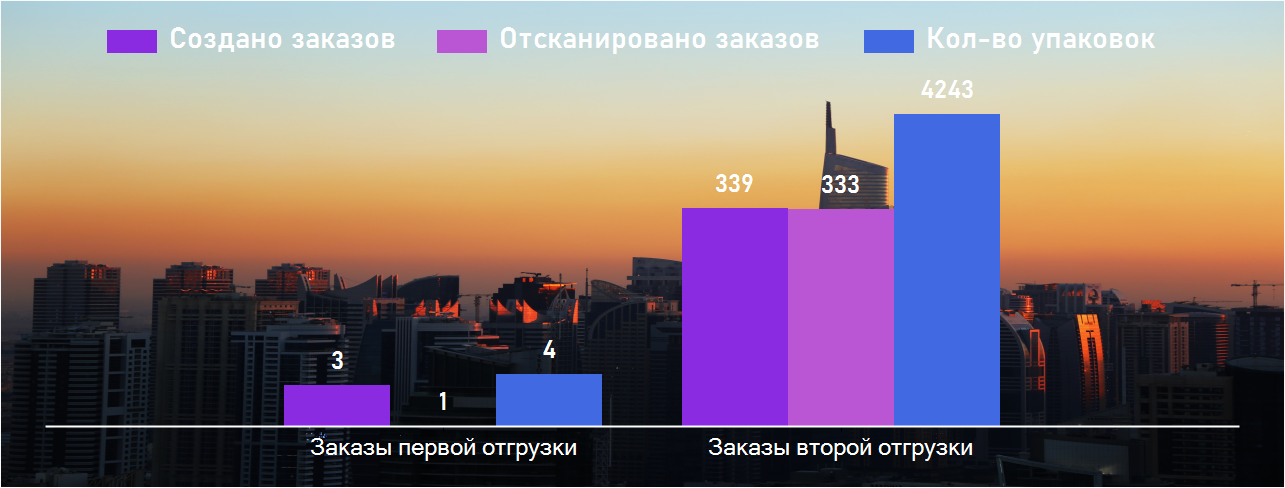 Создано заказов Отсканировано заказов Кол-во упаковок
4243
339 333
3 1 4
Заказы первой отгрузки Заказы второй отгрузки